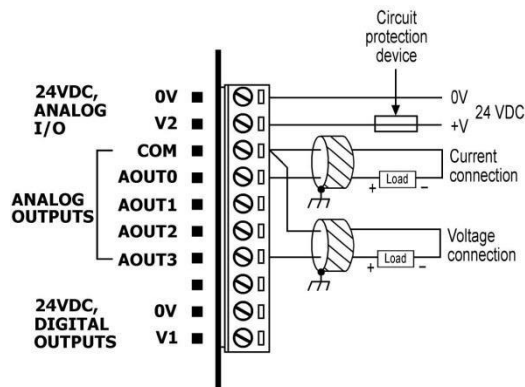 24VDC,
ANALOG
I/O
0V
V2
COM
AOUT0
ANALOG
OUTPUTS
AOUT1
AOUT2
AOUT3
24VDC,
DIGITAL
OUTPUTS
0V
V1
Circuit
protection
device
0V
24 VDC
+V
Current
connection
+ Load −
Voltage
connection
+ Load −